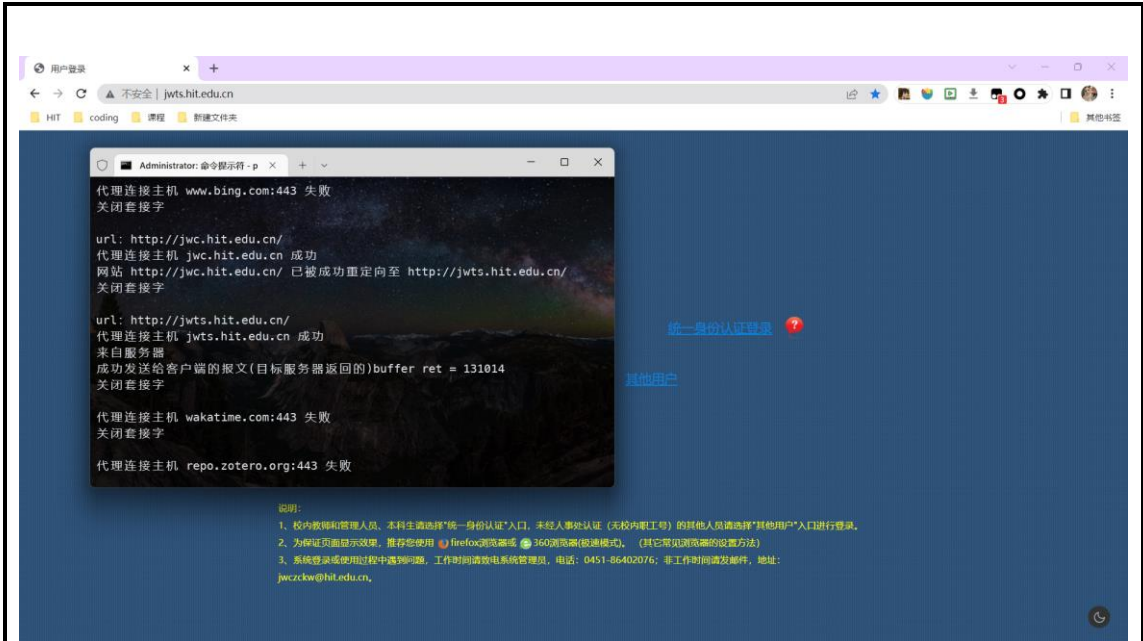 用户登录
不安全 | jwts.hit.edu.cn
HIT coding 课程 新建文件夹 其他书签
Administrator: 命令提示符 - p
代理连接主机 www.bing.com:443 失败
关闭套接字
url: http://jwc.hit.edu.cn/
代理连接主机 jwc.hit.edu.cn 成功
网站 http://jwc.hit.edu.cn/ 已被成功重定向至 http://jwts.hit.edu.cn/
关闭套接字
url: http://jwts.hit.edu.cn/
代理连接主机 jwts.hit.edu.cn 成功
来自服务器
成功发送给客户端的报文(目标服务器返回的)buffer ret = 131014
关闭套接字
代理连接主机 wakatime.com:443 失败
关闭套接字
代理连接主机 repo.zotero.org:443 失败
统一身份认证登录
其他用户
说明:
1、校内教师和管理人员、本科生请选择"统一身份认证"入口，未经人事处认证（无校内职工号）的其他人员请选择"其他用户"入口进行登录。
2、为保证页面显示效果，推荐您使用 firefox浏览器或 360浏览器(极速模式)。 （其它常见浏览器的设置方法）
3、系统登录或使用过程中遇到问题，工作时间请致电系统管理员，电话：0451-86402076；非工作时间请发邮件，地址：
jwczckw@hit.edu.cn。